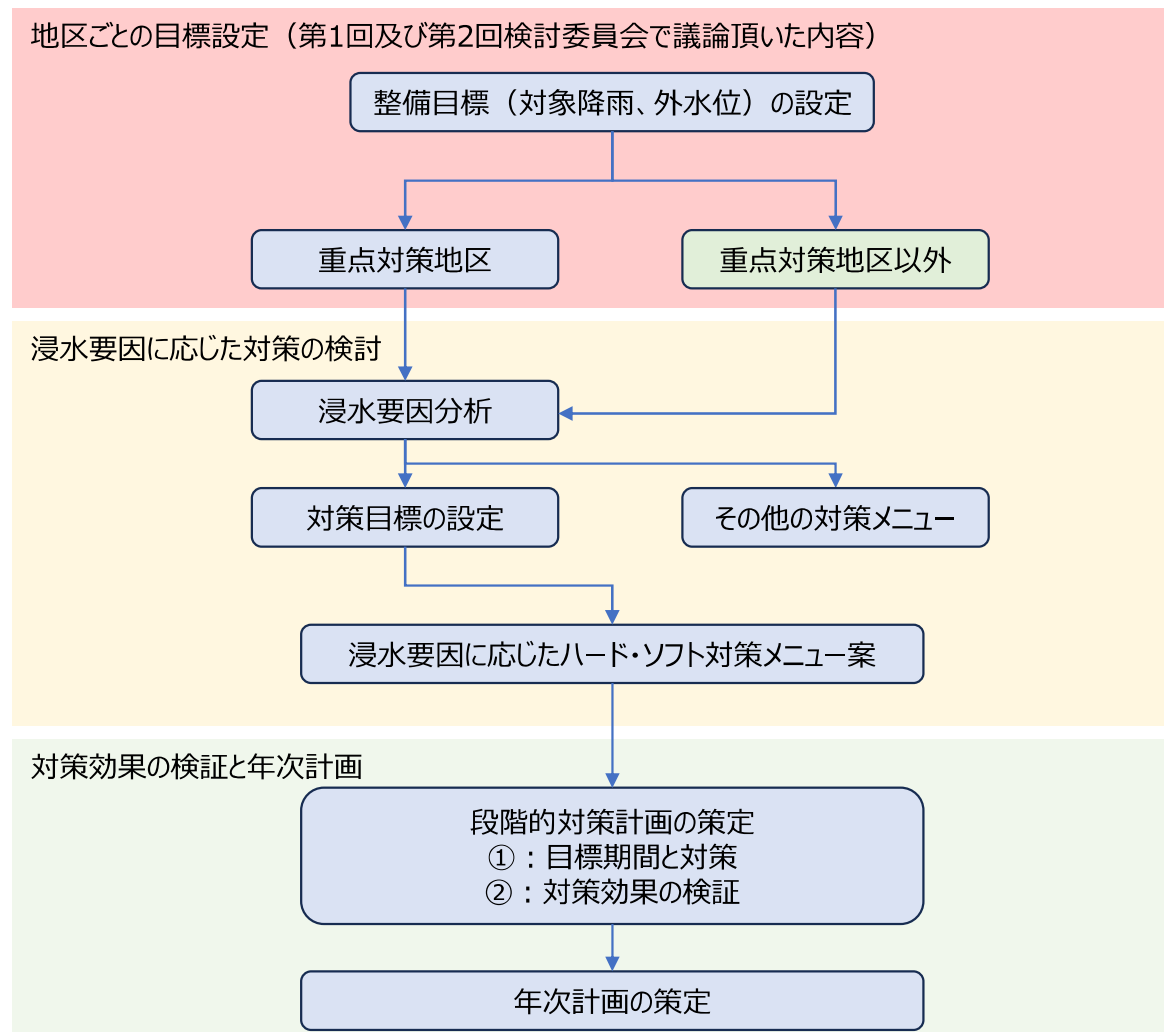 地区ごとの目標設定（第1回及び第2回検討委員会で議論頂いた内容）
整備目標（対象降雨、外水位）の設定
重点対策地区
重点対策地区以外
浸水要因に応じた対策の検討
浸水要因分析
対策目標の設定
その他の対策メニュー
浸水要因に応じたハード・ソフト対策メニュー案
対策効果の検証と年次計画
段階的対策計画の策定
①：目標期間と対策
②：対策効果の検証
年次計画の策定